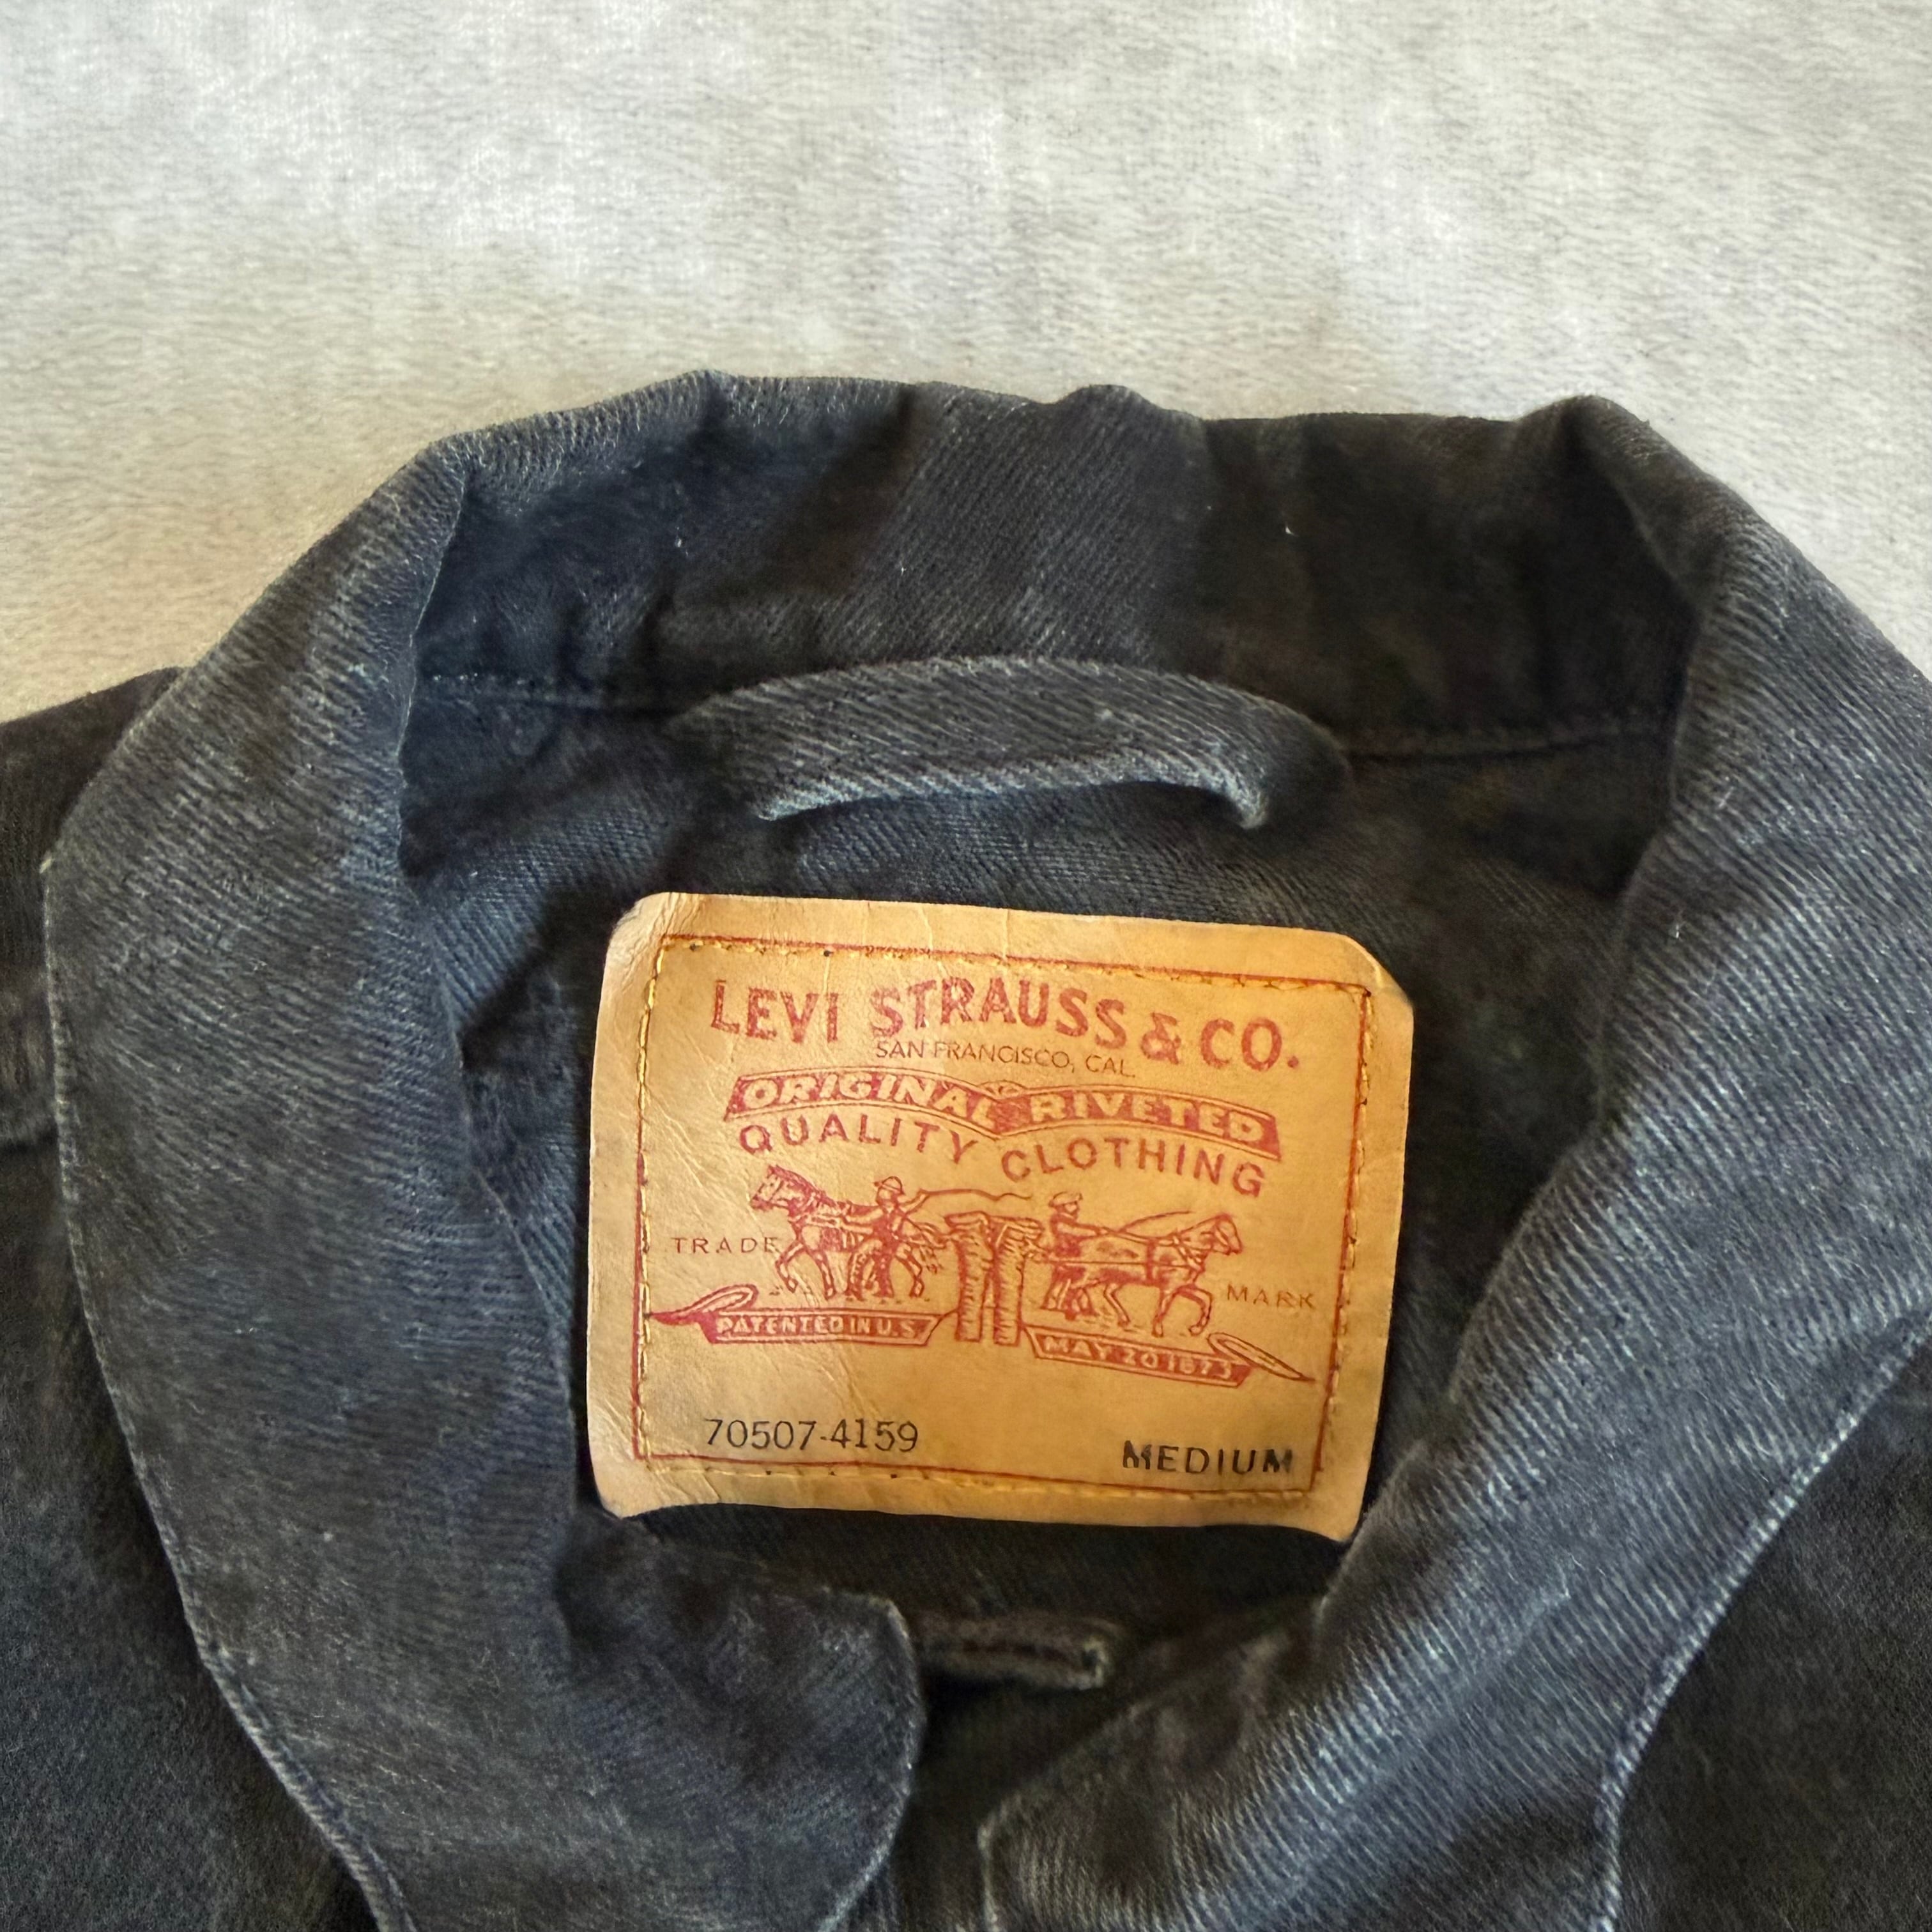 LEVI STRAUSS & CO.
SAN FRANCISCO, CAL.
ORIGINAL RIVETED
QUALITY CLOTHING
TRADE MARK
PATENTED IN U.S. MAY 20 1873
70507-4159 MEDIUM